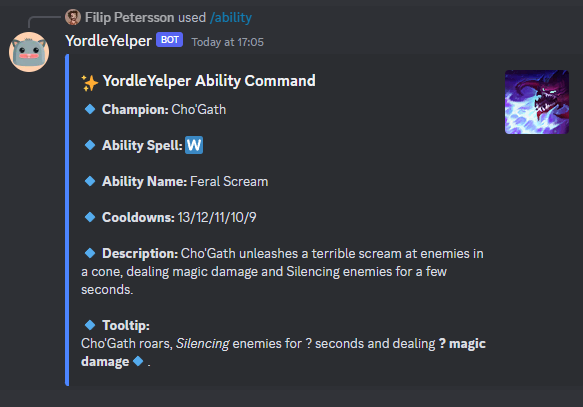 Filip Petersson used /ability
YordleYelper BOT Today at 17:05
YordleYelper Ability Command
Champion: Cho'Gath
Ability Spell: W
Ability Name: Feral Scream
Cooldowns: 13/12/11/10/9
Description: Cho'Gath unleashes a terrible scream at enemies in
a cone, dealing magic damage and Silencing enemies for a few
seconds.
Tooltip:
Cho'Gath roars, Silencing enemies for ? seconds and dealing ? magic
damage .